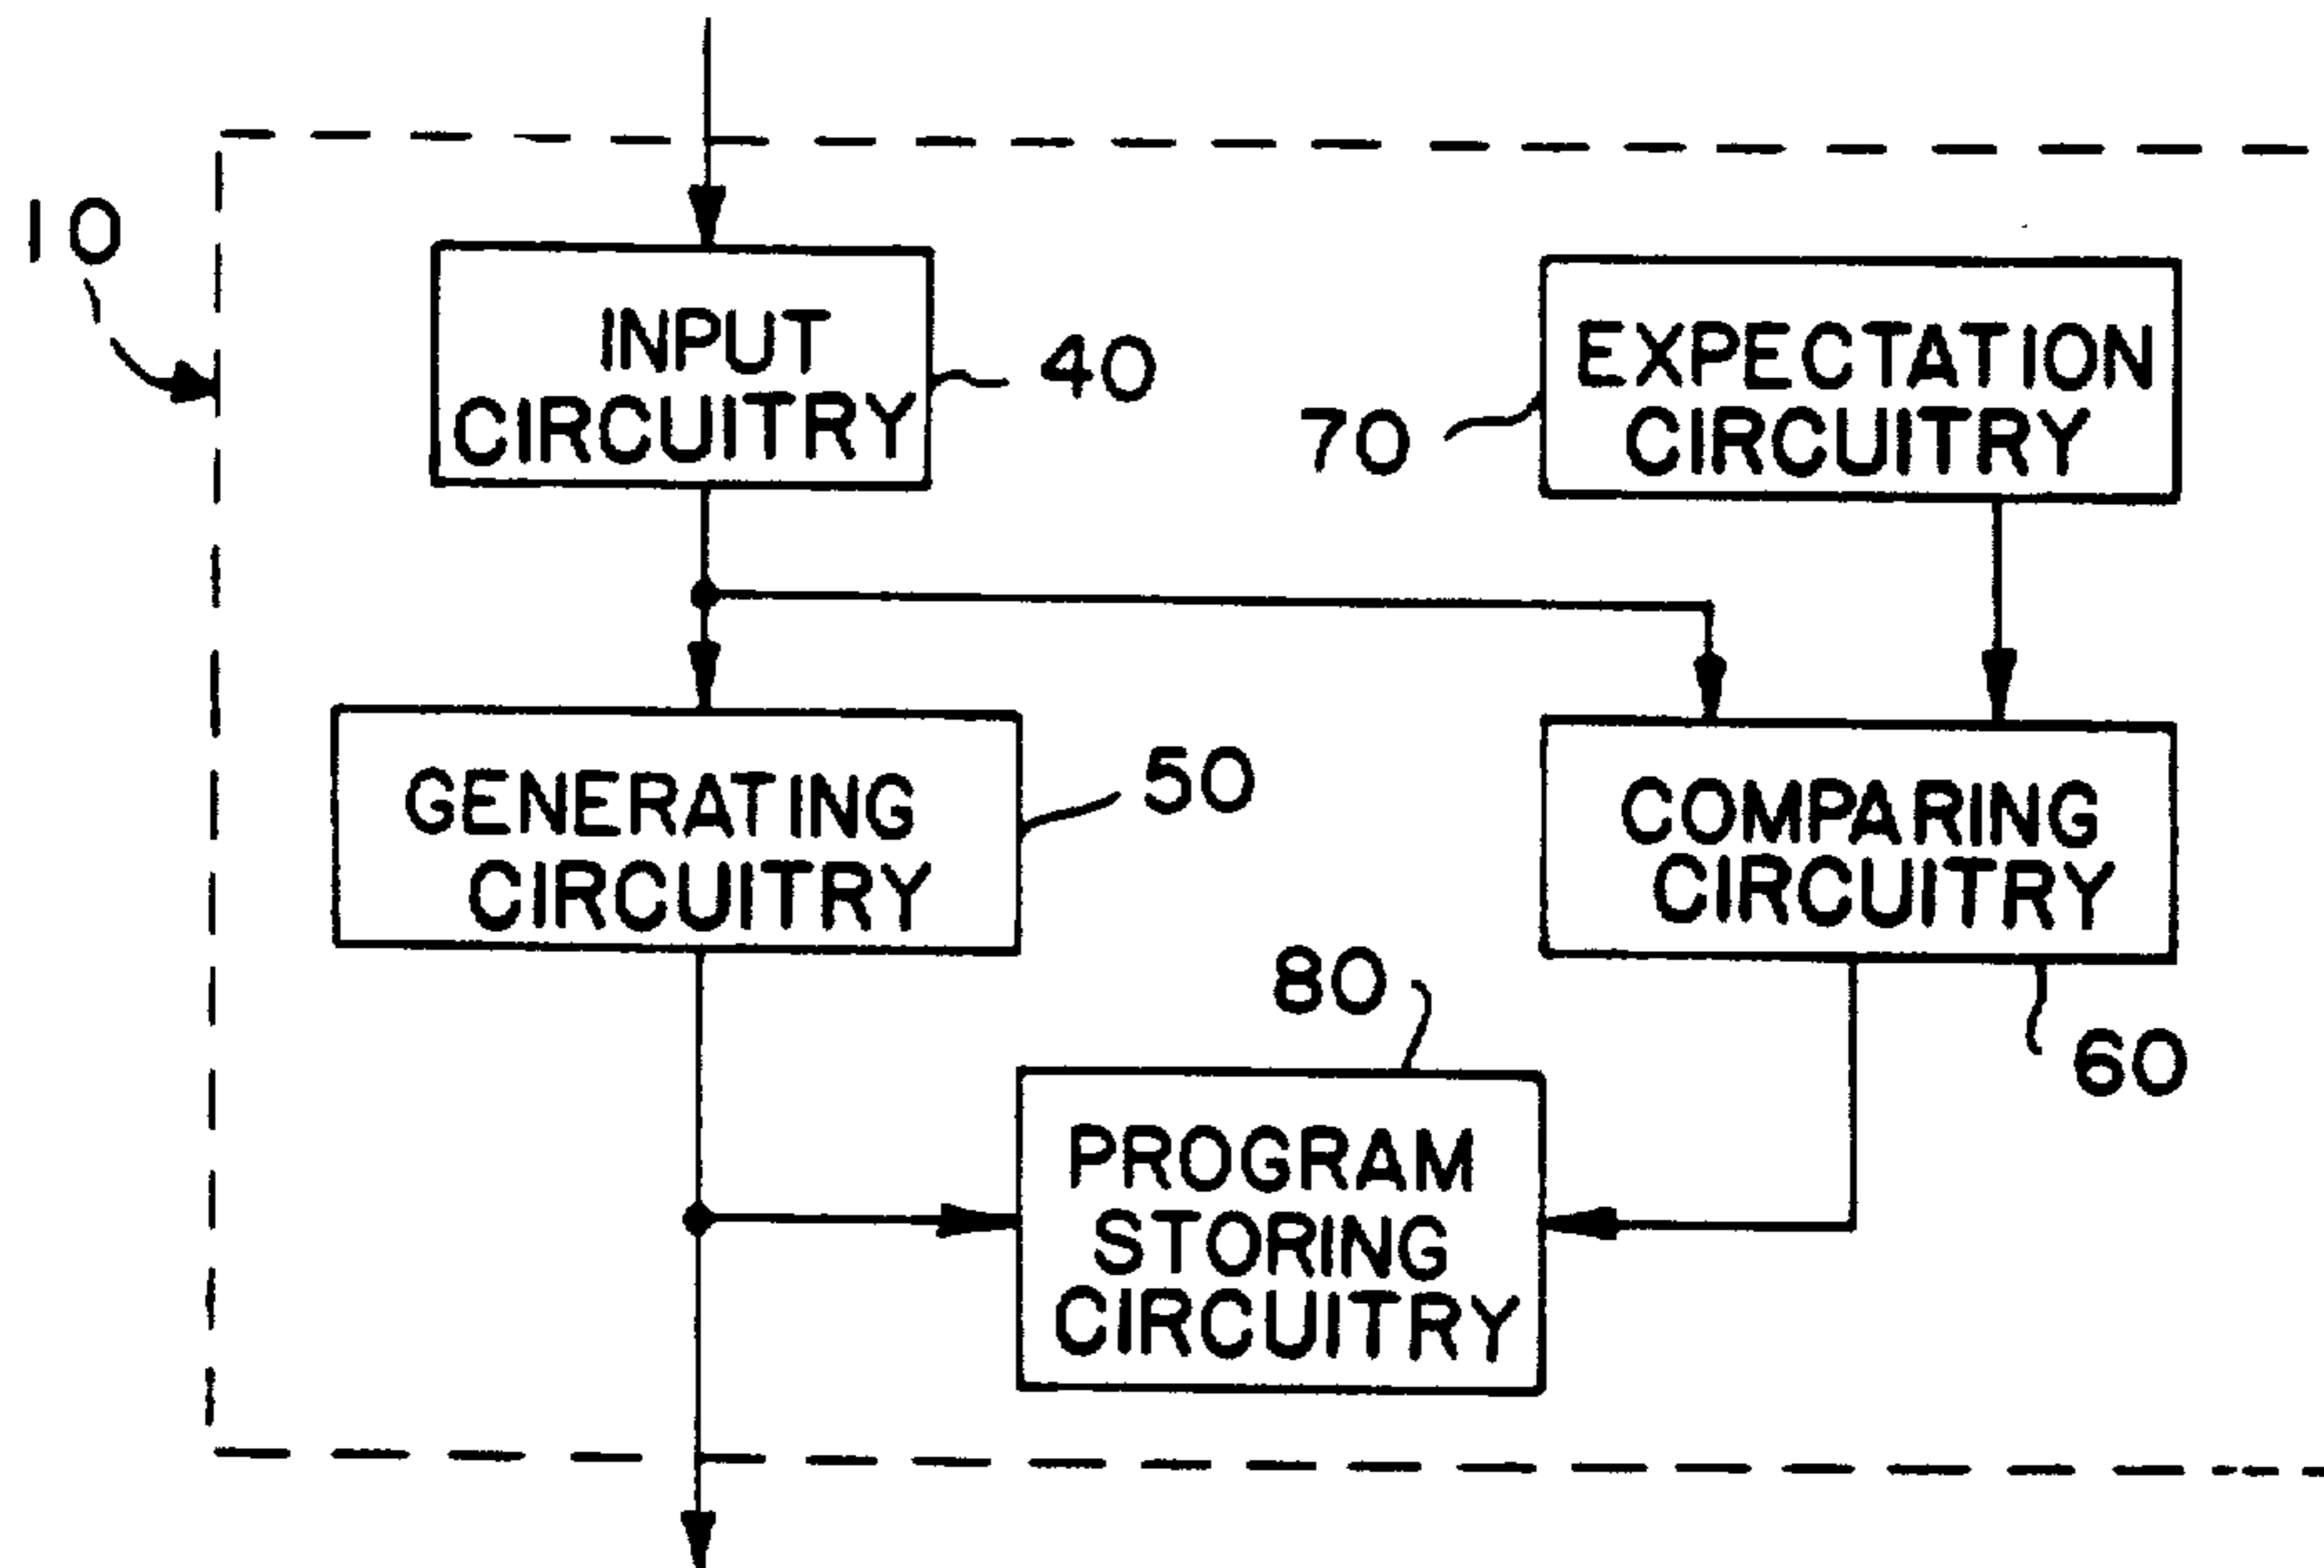 10
INPUT
CIRCUITRY
40
EXPECTATION
CIRCUITRY
70
GENERATING
CIRCUITRY
50
COMPARING
CIRCUITRY
60
80
PROGRAM
STORING
CIRCUITRY